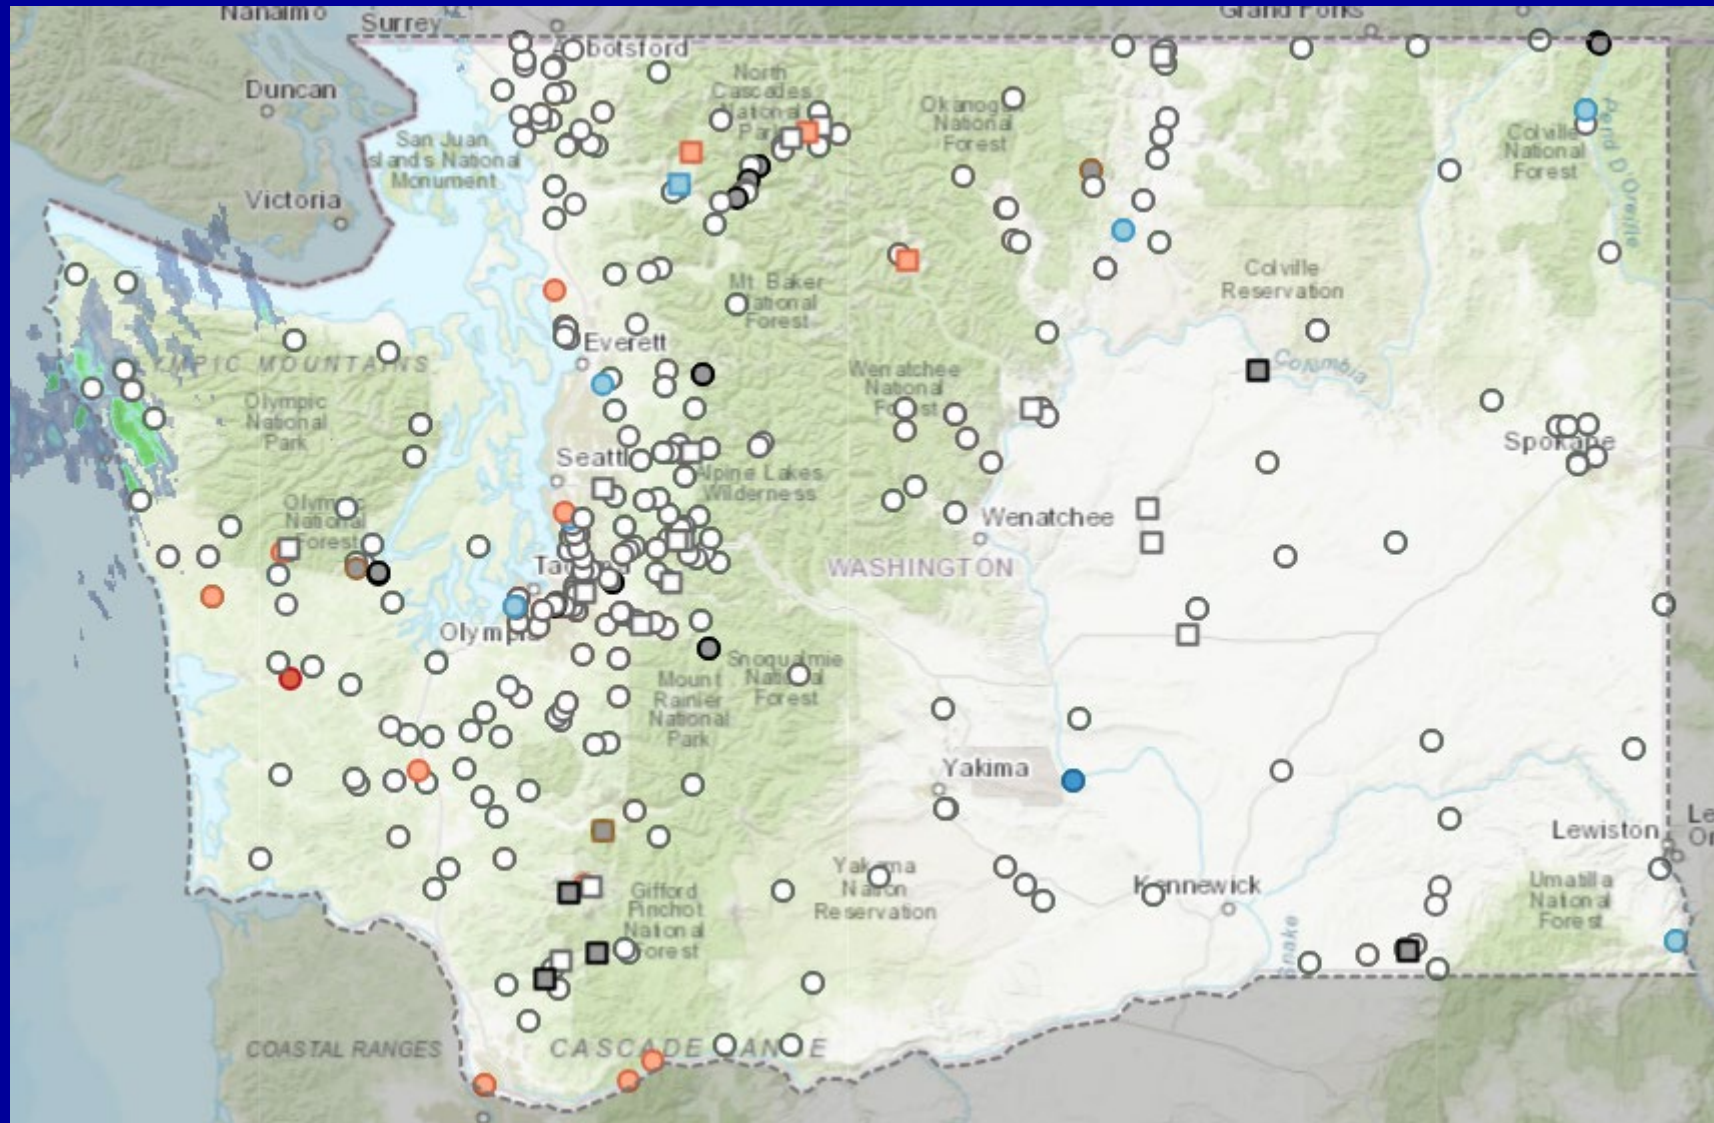 Nanaimo
Surrey
Grand Forks
Abbotsford
Duncan
North
Cascades
National
Park
Okanogan
National
Forest
San Juan
Islands National
Monument
Colville
National
Forest
Pend D'Oreille
Victoria
Colville
Reservation
Mt. Baker
National
Forest
Everett
OLYMPIC MOUNTAINS
Columbia
Wenatchee
National
Forest
Olympic
National
Park
Spokane
Seattle
Alpine Lakes
Wilderness
Olympic
National
Forest
Wenatchee
WASHINGTON
Tacoma
Olympia
Snoqualmie
National
Forest
Mount
Rainier
National
Park
Yakima
Lewiston
Yakama
Nation
Reservation
Kennewick
Umatilla
National
Forest
Gifford
Pinchot
National
Forest
Snake
COASTAL RANGES
CASCADE RANGE